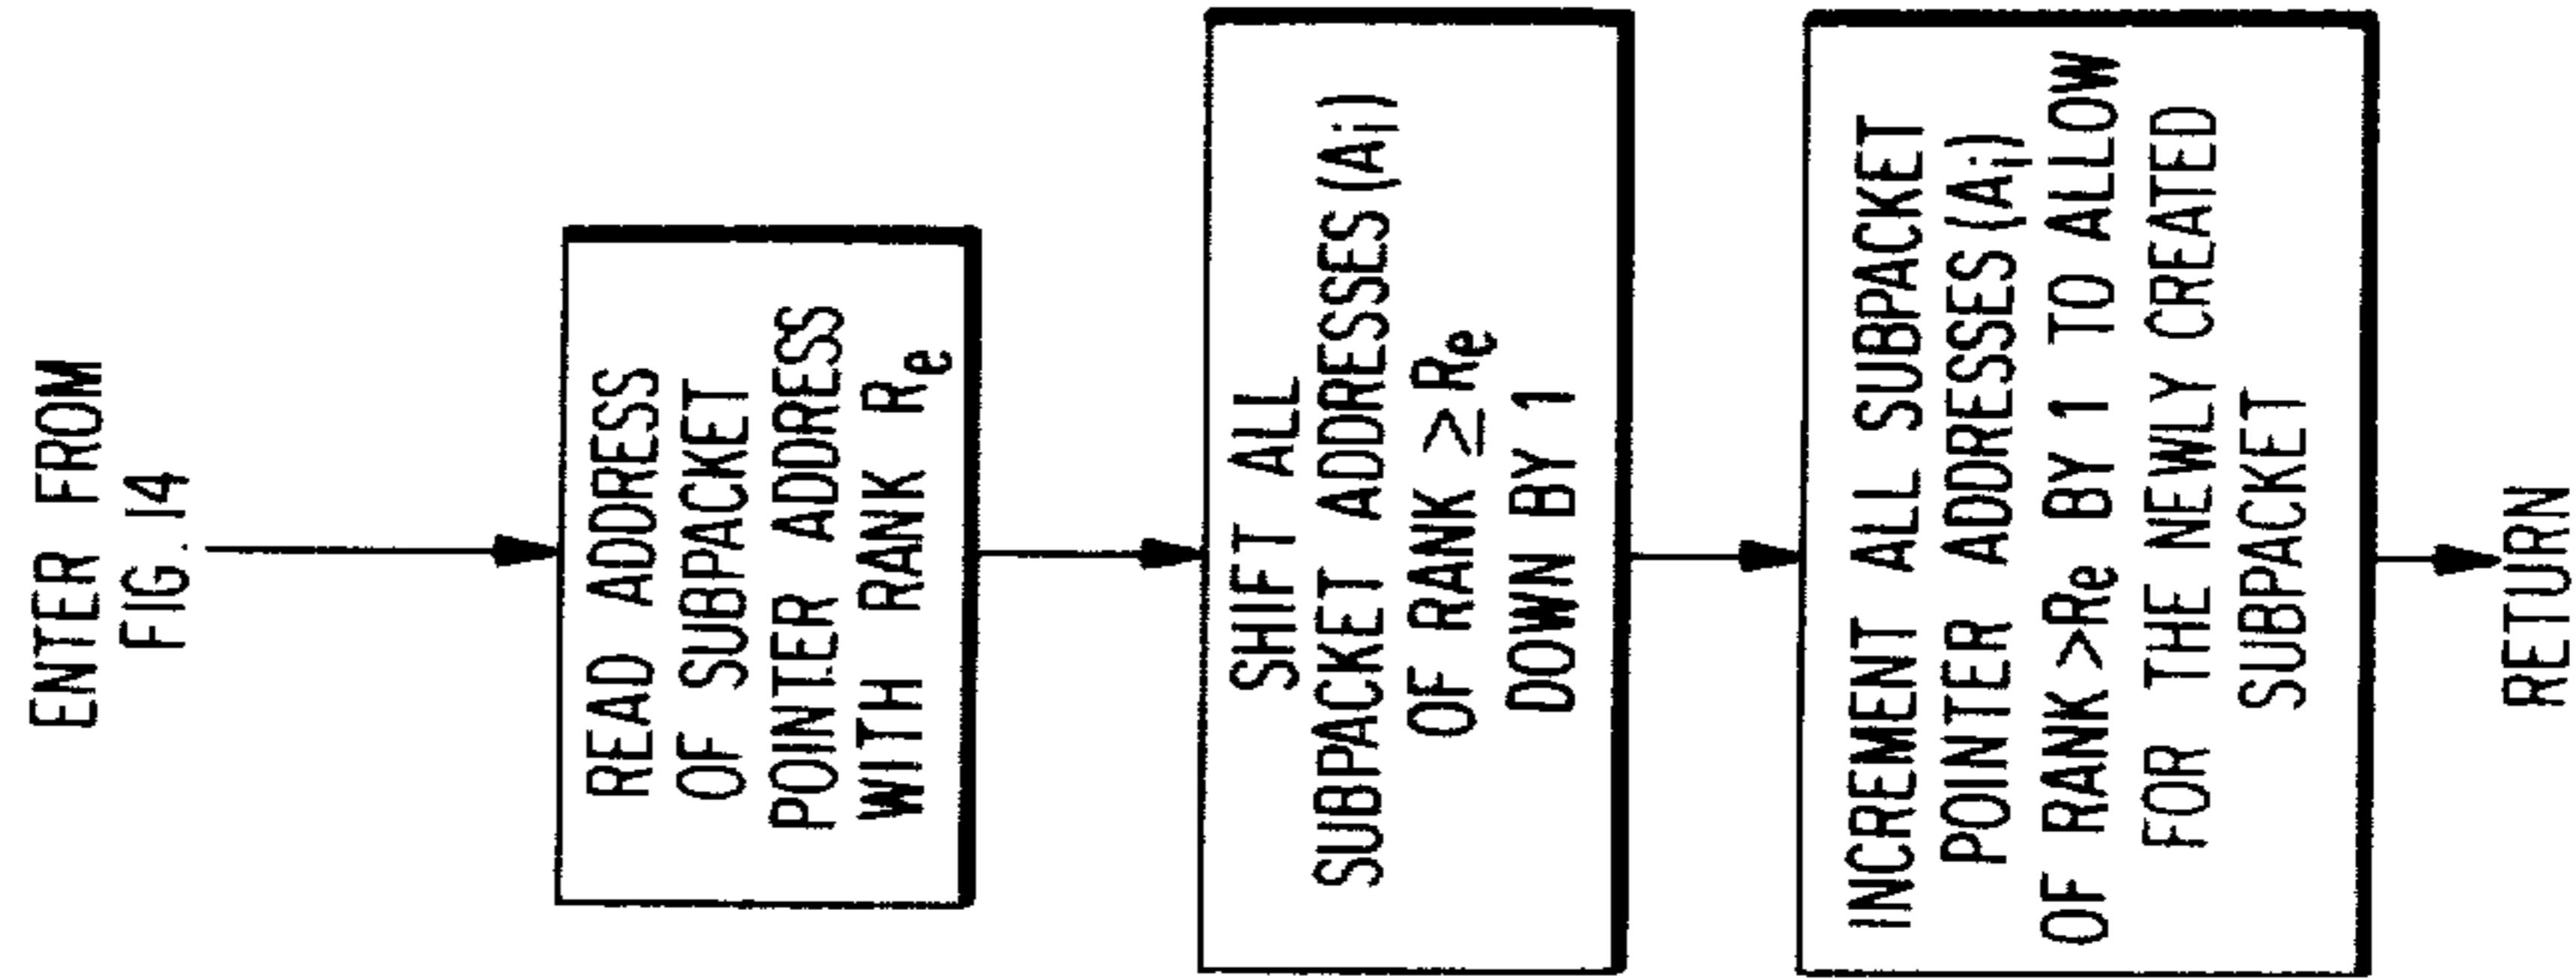 ENTER FROM
FIG. 14
READ ADDRESS
OF SUBPACKET
POINTER ADDRESS
WITH RANK Re
SHIFT ALL
SUBPACKET ADDRESSES (Ai)
OF RANK ≥ Re
DOWN BY 1
INCREMENT ALL SUBPACKET
POINTER ADDRESSES (Ai)
OF RANK >Re BY 1 TO ALLOW
FOR THE NEWLY CREATED
SUBPACKET
RETURN